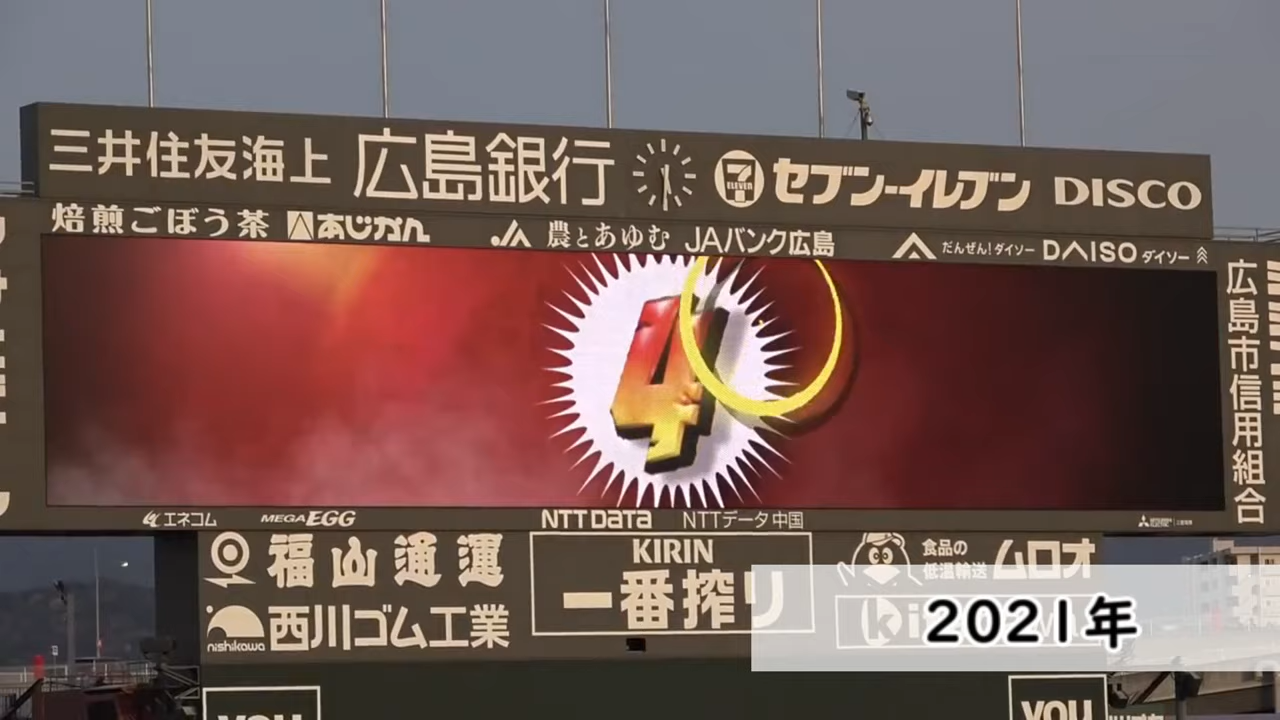 三井住友海上 広島銀行 7 ELEVEN セブン-イレブン DISCO
焙煎ごぼう茶 あじかん 農とあゆむ JAバンク広島 だんぜん!ダイソー DAISO ダイソー
4
広島市信用組合
エネコム MEGA EGG NTT DATA NTTデータ中国
福山通運 KIRIN 食品の低温輸送 ムロオ
nishikawa 西川ゴム工業 一番搾り
2021年
YOU YOU